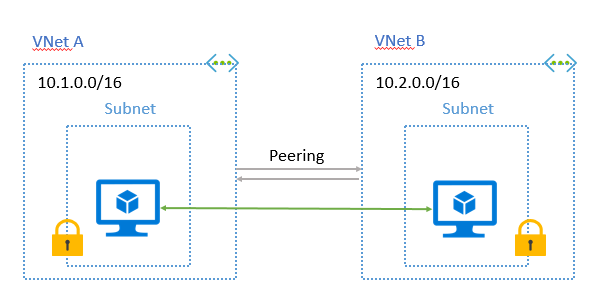 VNet A
VNet B
10.1.0.0/16
10.2.0.0/16
Subnet
Subnet
Peering